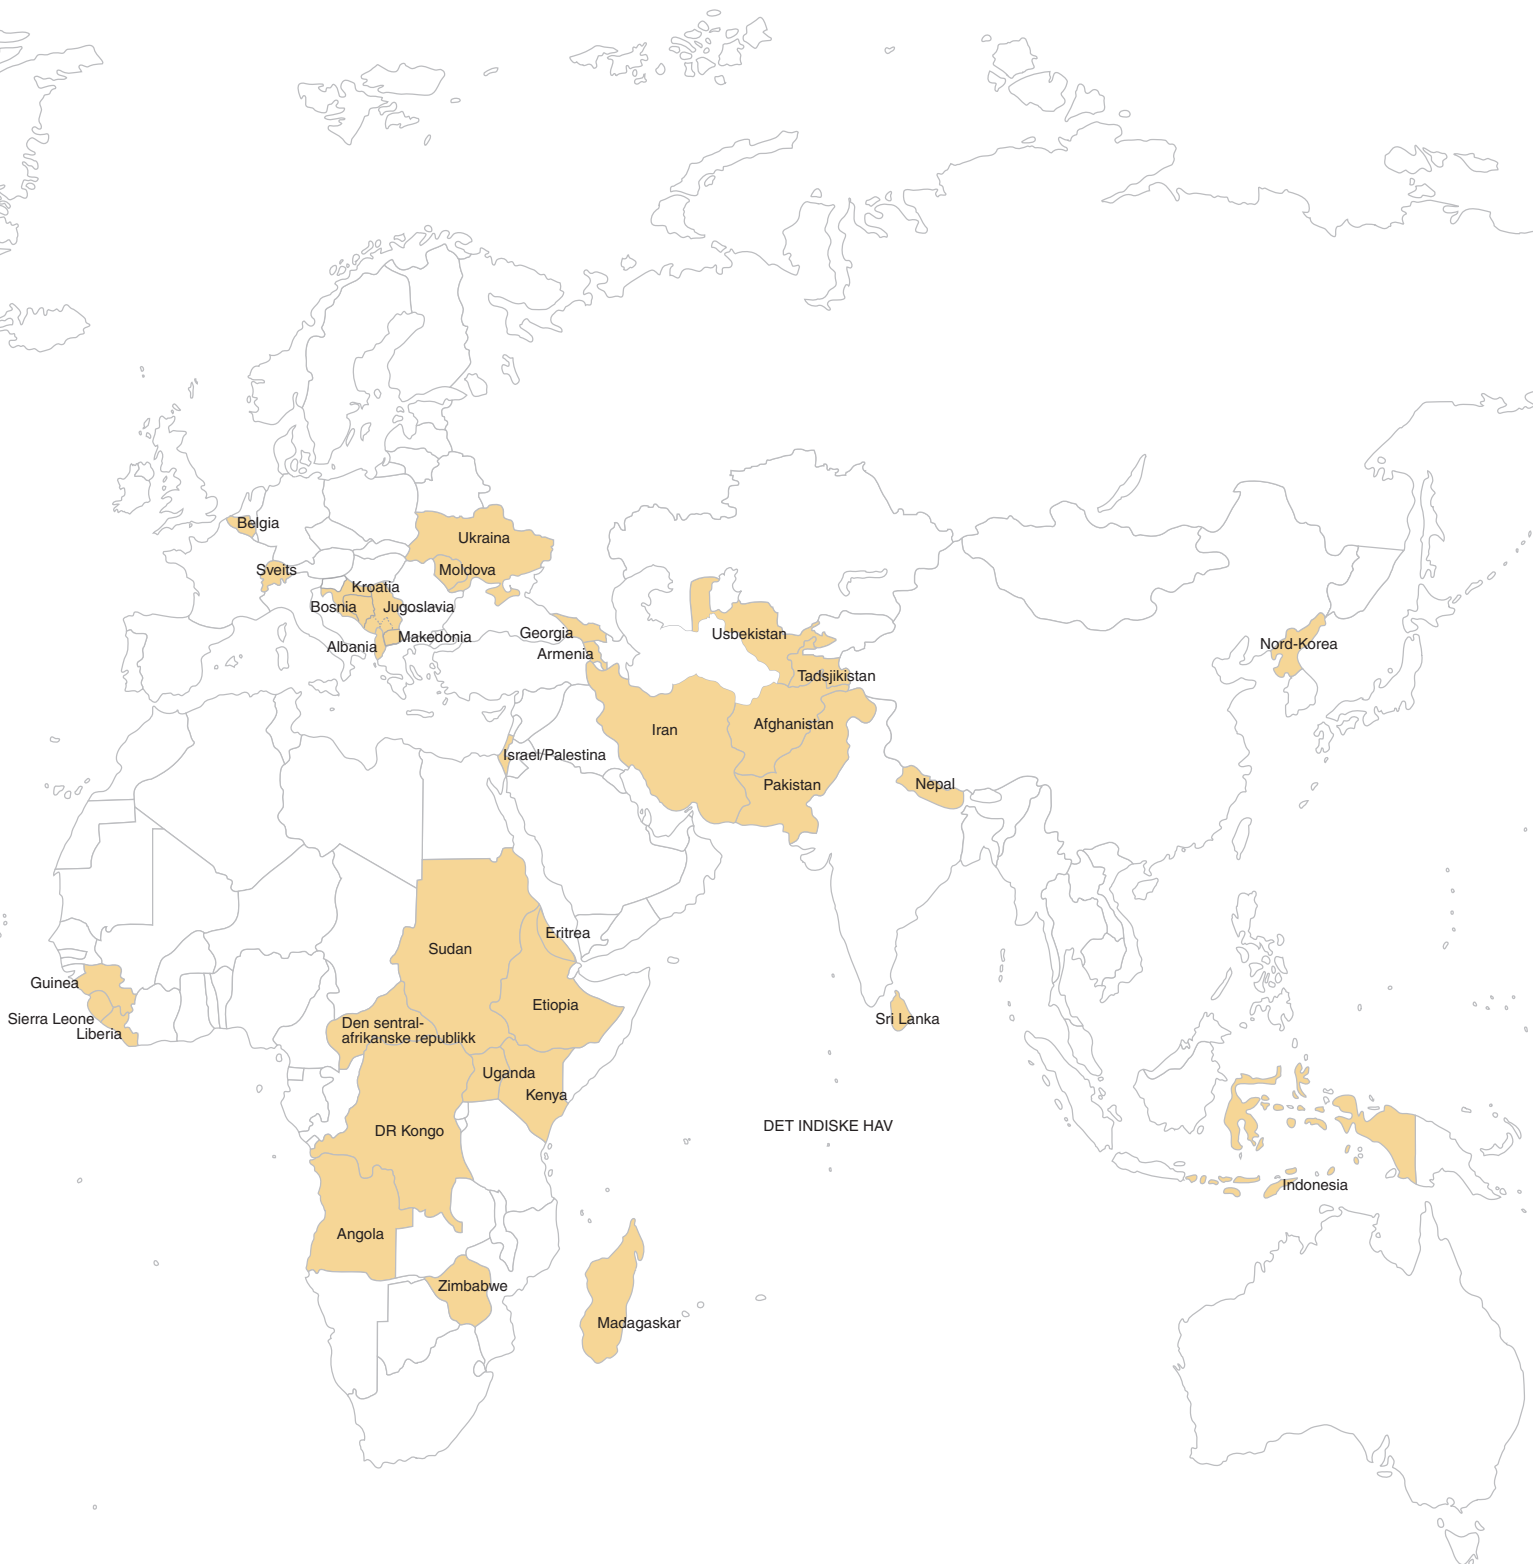 Belgia
Ukraina
Sveits
Moldova
Kroatia
Bosnia
Jugoslavia
Georgia
Usbekistan
Makedonia
Albania
Nord-Korea
Armenia
Tadsjikistan
Afghanistan
Iran
Israel/Palestina
Pakistan
Nepal
Eritrea
Sudan
Guinea
Etiopia
Sierra Leone
Sri Lanka
Den sentral-
afrikanske republikk
Liberia
Uganda
Kenya
DET INDISKE HAV
DR Kongo
Indonesia
Angola
Zimbabwe
Madagaskar